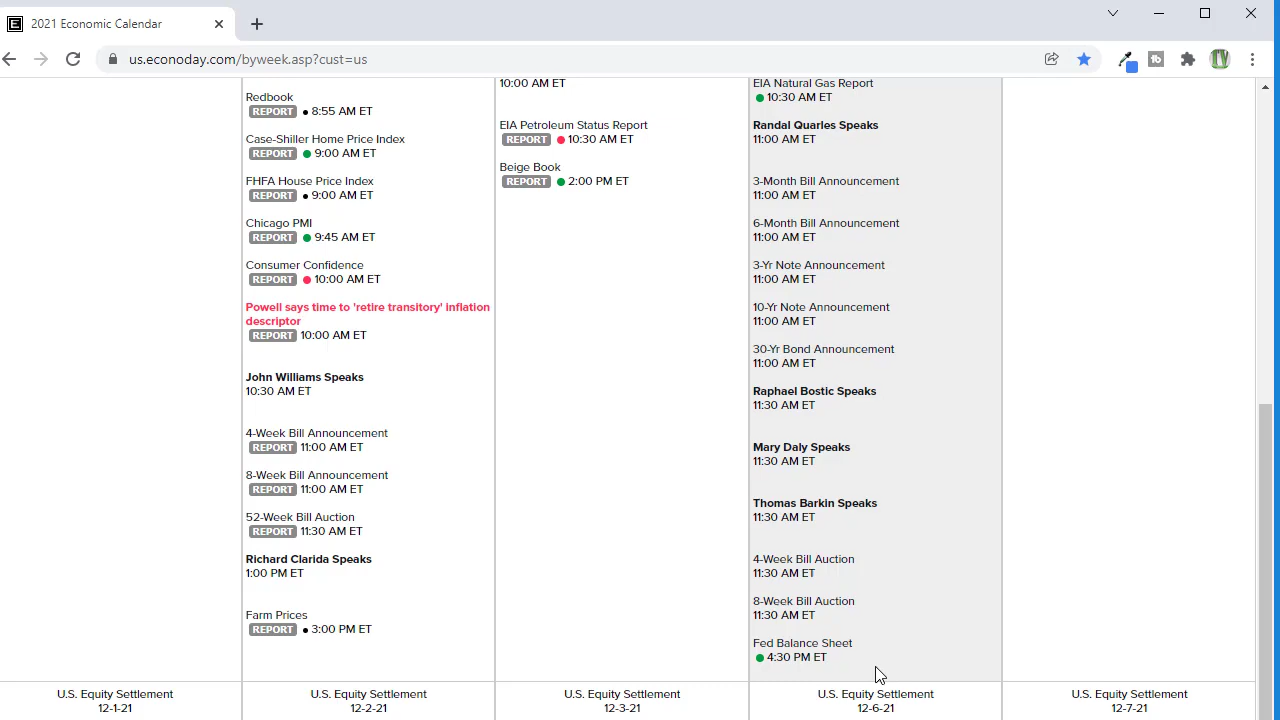 2021 Economic Calendar
us.econoday.com/byweek.asp?cust=us
Redbook
REPORT 8:55 AM ET
Case-Shiller Home Price Index
REPORT 9:00 AM ET
FHFA House Price Index
REPORT 9:00 AM ET
Chicago PMI
REPORT 9:45 AM ET
Consumer Confidence
REPORT 10:00 AM ET
Powell says time to 'retire transitory' inflation
descriptor
REPORT 10:00 AM ET
John Williams Speaks
10:30 AM ET
4-Week Bill Announcement
REPORT 11:00 AM ET
8-Week Bill Announcement
REPORT 11:00 AM ET
52-Week Bill Auction
REPORT 11:30 AM ET
Richard Clarida Speaks
1:00 PM ET
Farm Prices
REPORT 3:00 PM ET
10:00 AM ET
EIA Petroleum Status Report
REPORT 10:30 AM ET
Beige Book
REPORT 2:00 PM ET
EIA Natural Gas Report
10:30 AM ET
Randal Quarles Speaks
11:00 AM ET
3-Month Bill Announcement
11:00 AM ET
6-Month Bill Announcement
11:00 AM ET
3-Yr Note Announcement
11:00 AM ET
10-Yr Note Announcement
11:00 AM ET
30-Yr Bond Announcement
11:00 AM ET
Raphael Bostic Speaks
11:30 AM ET
Mary Daly Speaks
11:30 AM ET
Thomas Barkin Speaks
11:30 AM ET
4-Week Bill Auction
11:30 AM ET
8-Week Bill Auction
11:30 AM ET
Fed Balance Sheet
4:30 PM ET
U.S. Equity Settlement
12-1-21
U.S. Equity Settlement
12-2-21
U.S. Equity Settlement
12-3-21
U.S. Equity Settlement
12-6-21
U.S. Equity Settlement
12-7-21